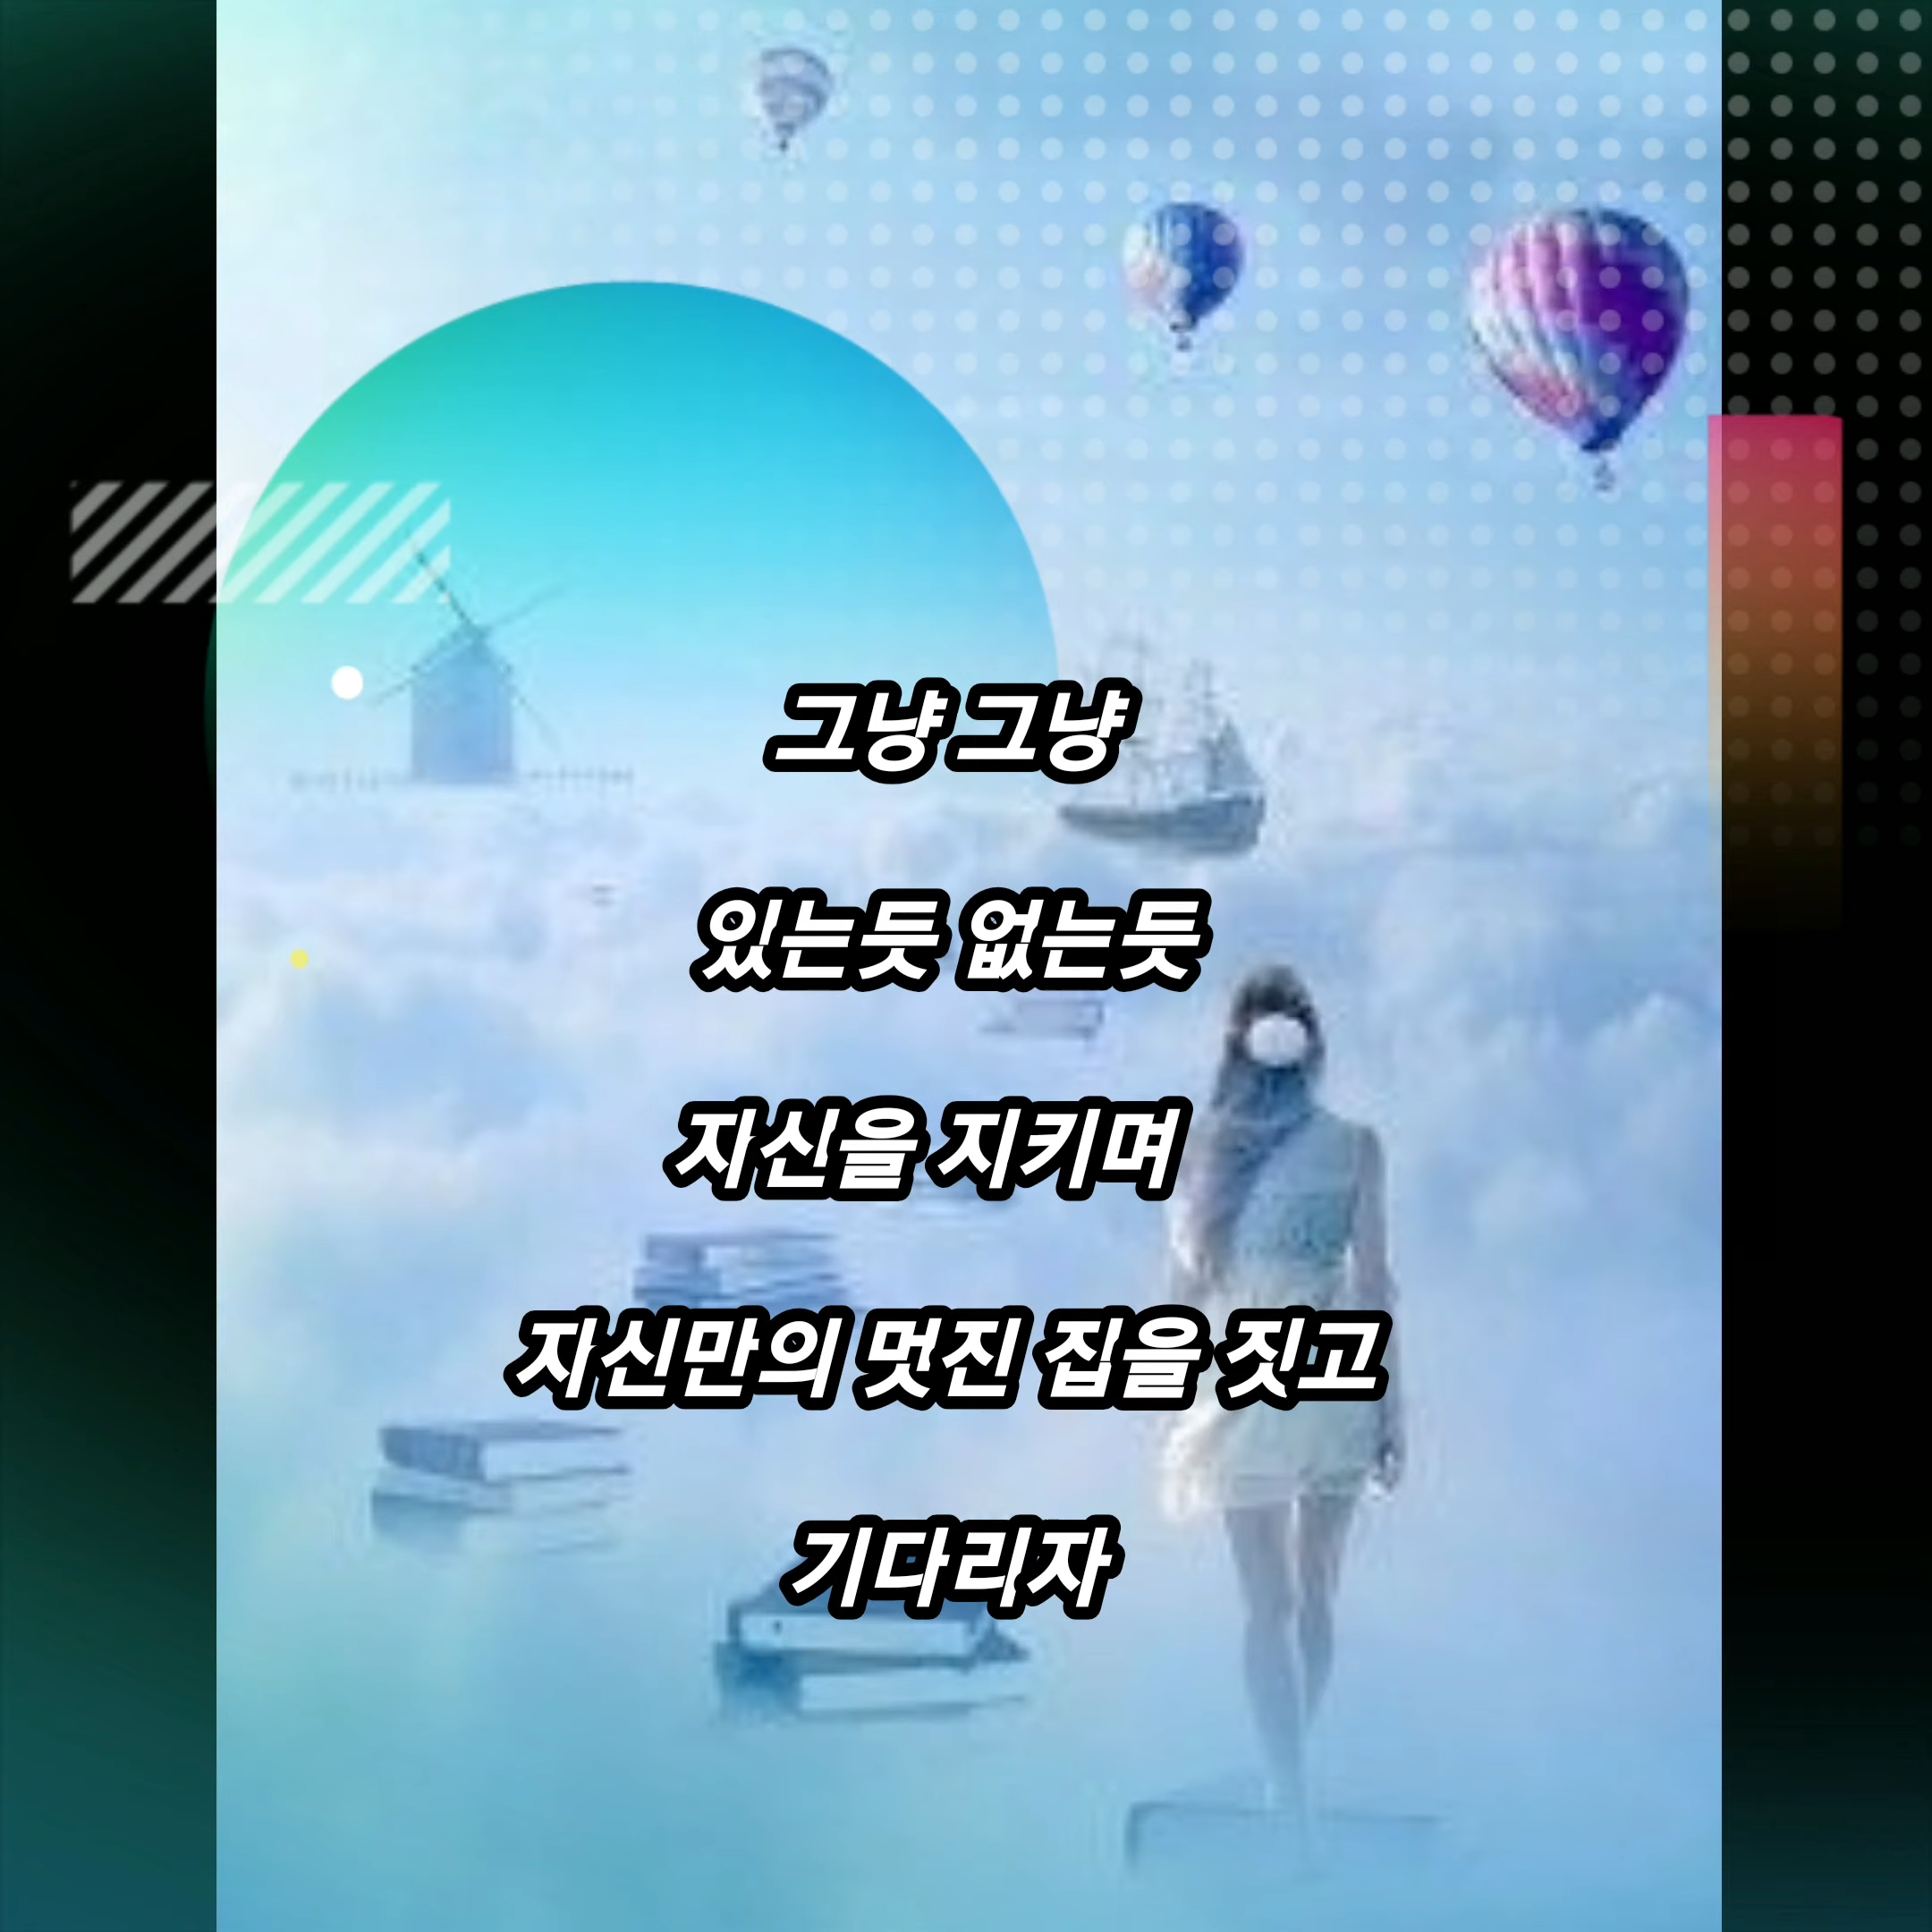 그냥 그냥
있는듯 없는듯
자신을 지키며
자신만의 멋진 집을 짓고
기다리자